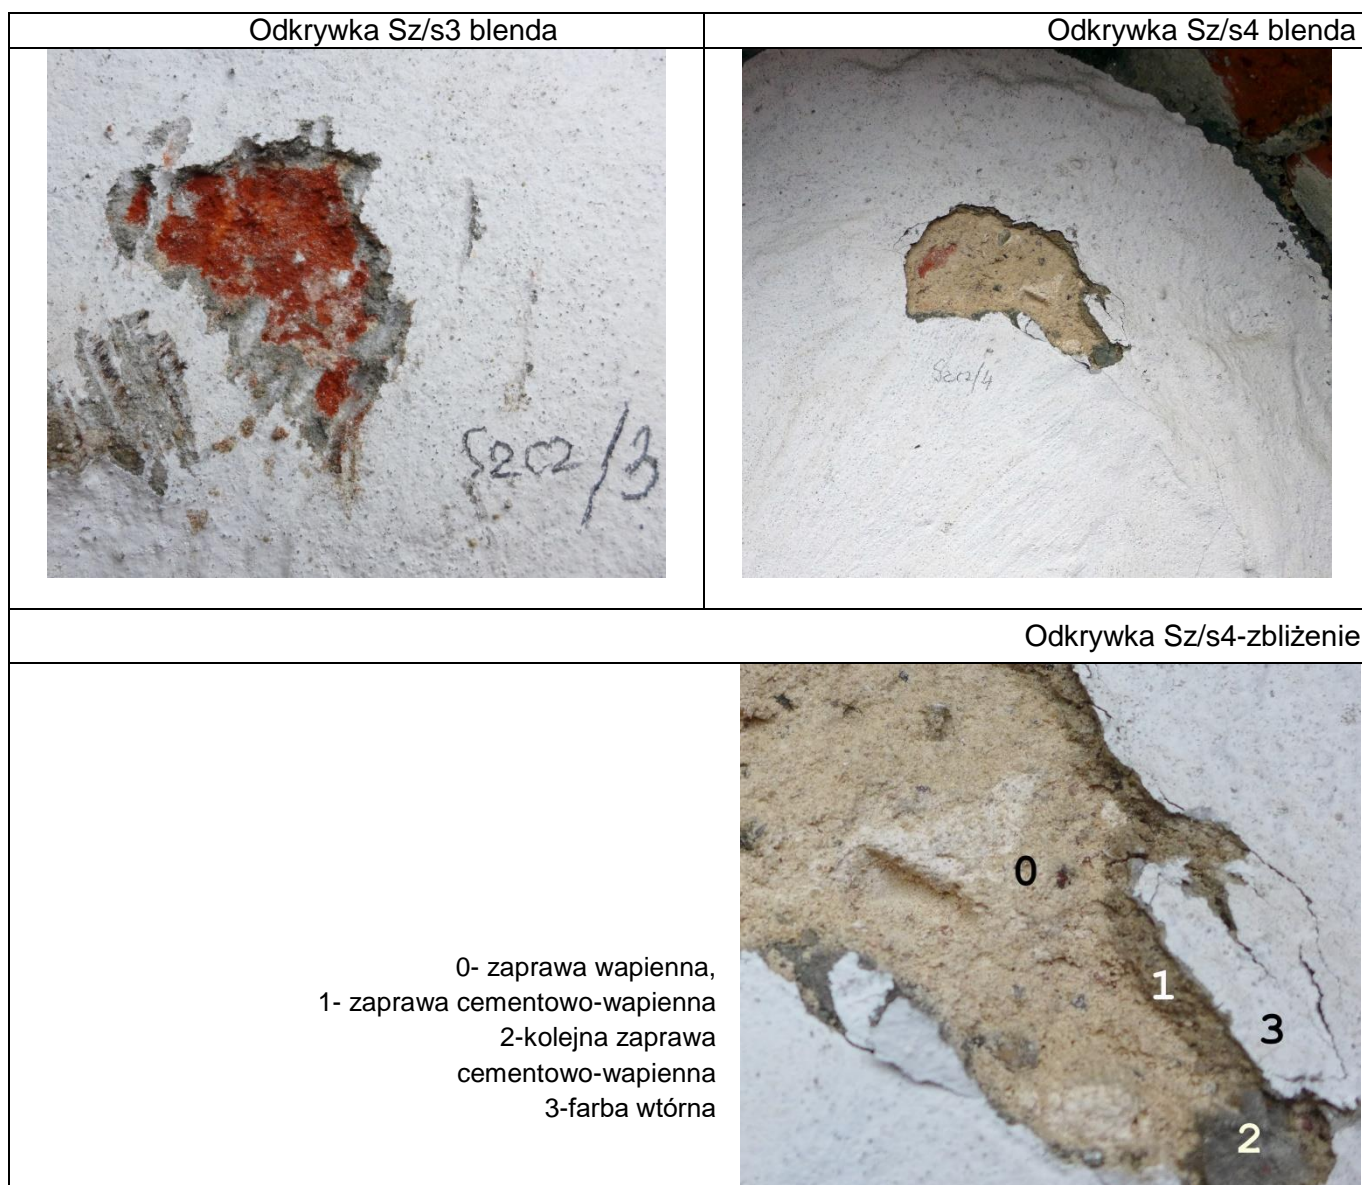 Odkrywka Sz/s3 blenda
Odkrywka Sz/s4 blenda
Szcz/3
Szcz/4
Odkrywka Sz/s4-zbliżenie
0- zaprawa wapienna,
1- zaprawa cementowo-wapienna
2-kolejna zaprawa
cementowo-wapienna
3-farba wtórna
0
1
3
2